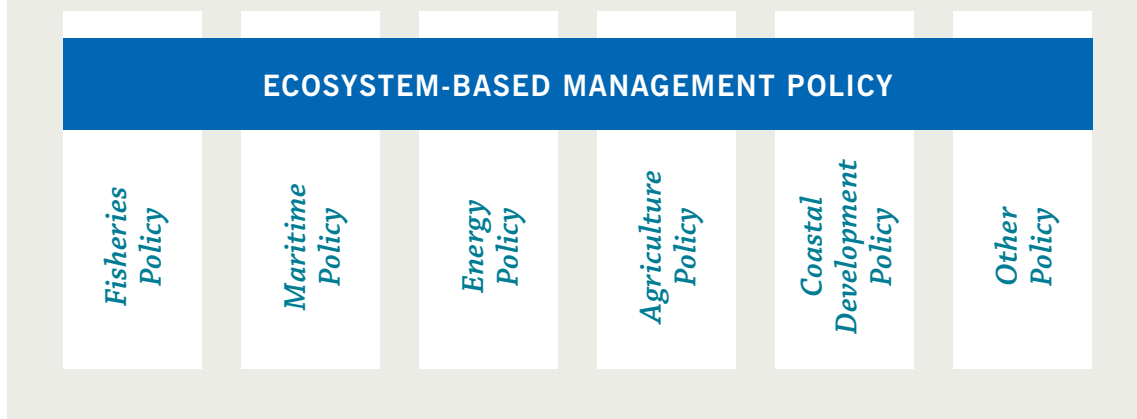 ECOSYSTEM-BASED MANAGEMENT POLICY
Fisheries
Policy
Maritime
Policy
Energy
Policy
Agriculture
Policy
Coastal
Development
Policy
Other
Policy